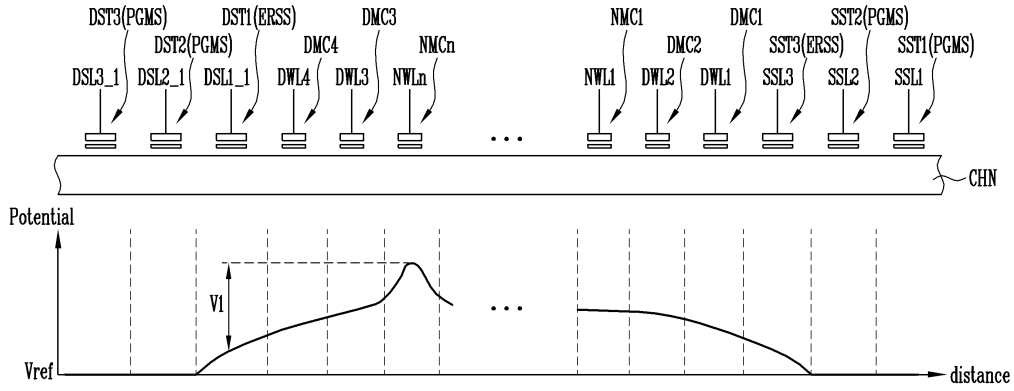 DST3(PGMS) DST1(ERSS) DMC3 NMC1 DMC1 SST2(PGMS)
DST2(PGMS) DMC4 NMCn DMC2 SST3(ERSS) SST1(PGMS)
DSL3_1 DSL2_1 DSL1_1 DWL4 DWL3 NWLn NWL1 DWL2 DWL1 SSL3 SSL2 SSL1
CHN
Potential
V1
Vref
distance